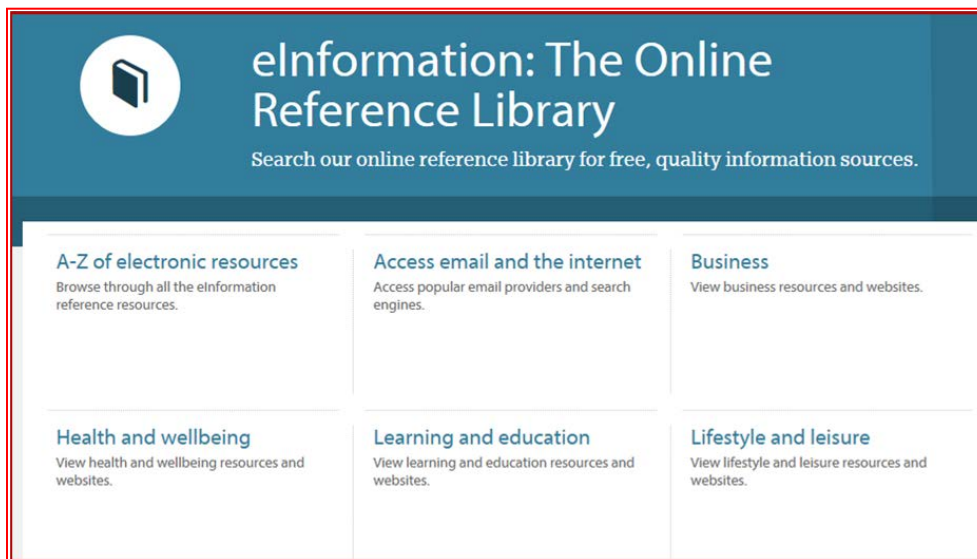 eInformation: The Online
Reference Library
Search our online reference library for free, quality information sources.
A-Z of electronic resources
Browse through all the eInformation
reference resources.
Access email and the internet
Access popular email providers and search
engines.
Business
View business resources and websites.
Health and wellbeing
View health and wellbeing resources and
websites.
Learning and education
View learning and education resources and
websites.
Lifestyle and leisure
View lifestyle and leisure resources and
websites.